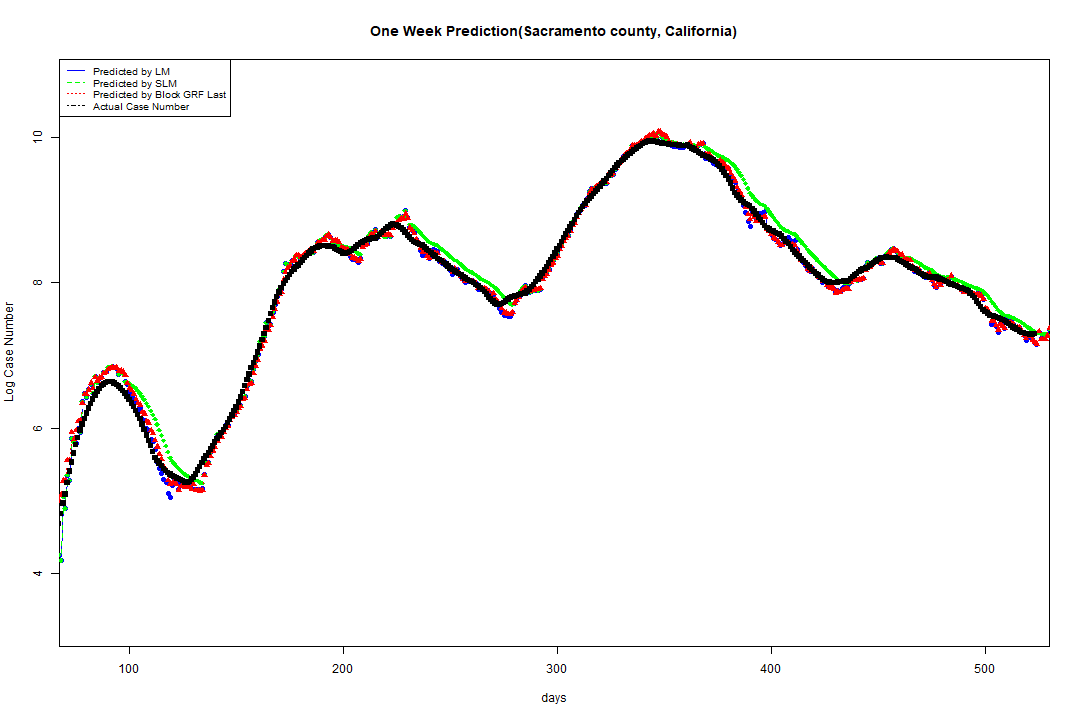 One Week Prediction(Sacramento county, California)
Predicted by LM
Predicted by SLM
Predicted by Block GRF Last
Actual Case Number
10
8
6
4
Log Case Number
100 200 300 400 500
days